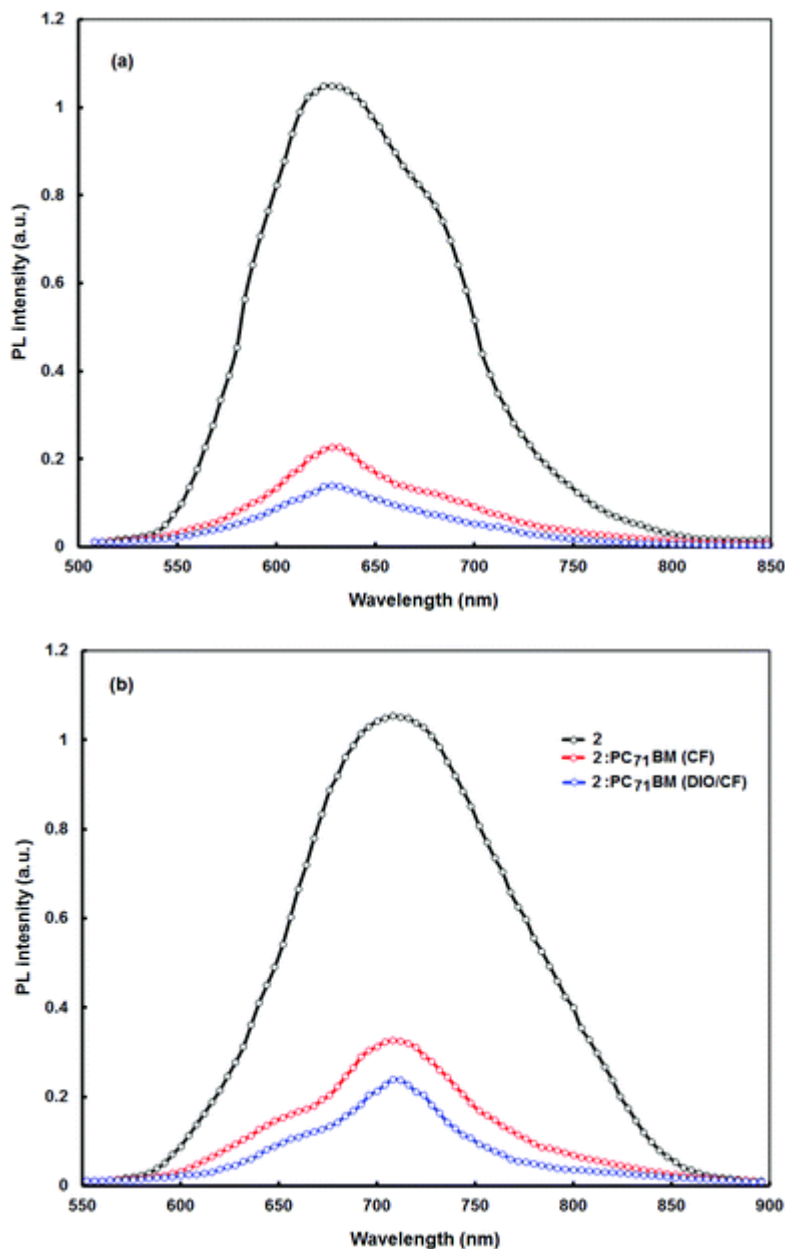 1.2
(a)
1
0.8
0.6
0.4
0.2
0
PL intensity (a.u.)
500 550 600 650 700 750 800 850
Wavelength (nm)
1.2
(b)
1
2
2:PC71BM (CF)
2:PC71BM (DIO/CF)
0.8
0.6
0.4
0.2
0
PL intesnity (a.u.)
550 600 650 700 750 800 850 900
Wavelength (nm)